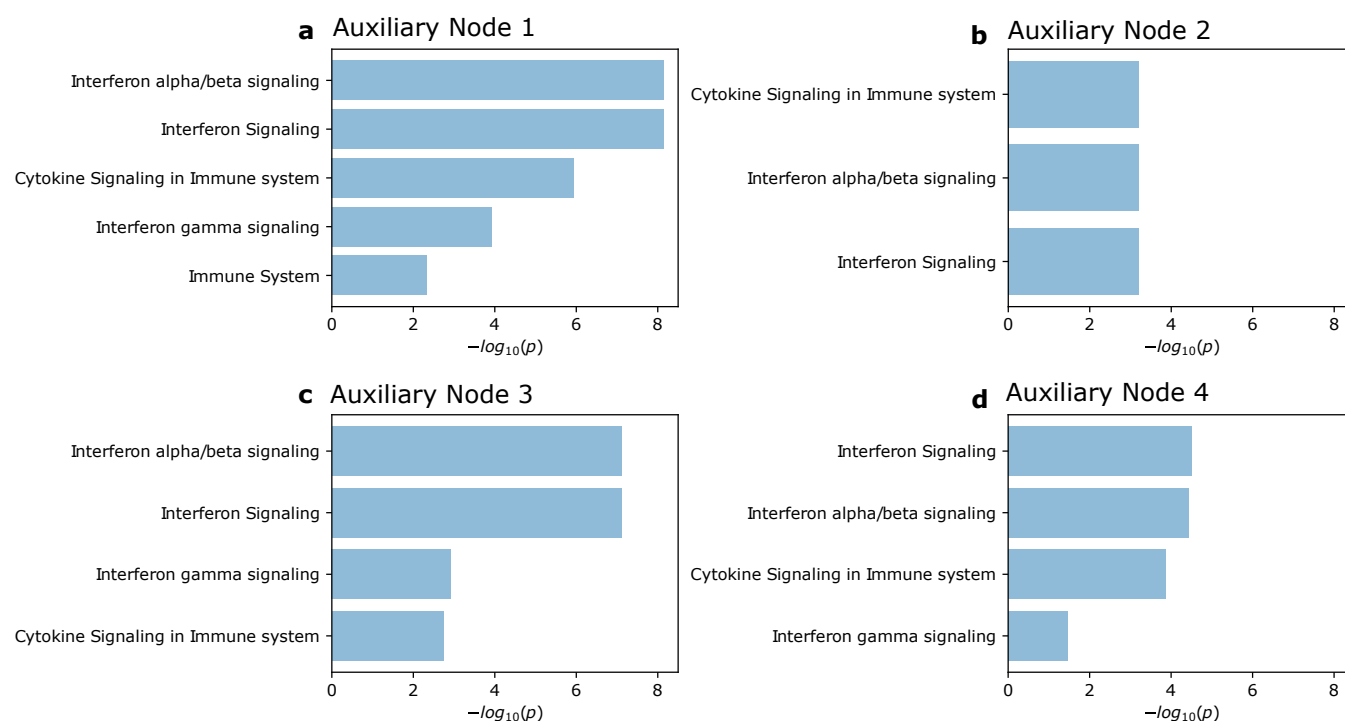 a Auxiliary Node 1
Interferon alpha/beta signaling
Interferon Signaling
Cytokine Signaling in Immune system
Interferon gamma signaling
Immune System
0 2 4 6 8
−log10(p)
b Auxiliary Node 2
Cytokine Signaling in Immune system
Interferon alpha/beta signaling
Interferon Signaling
0 2 4 6 8
−log10(p)
c Auxiliary Node 3
Interferon alpha/beta signaling
Interferon Signaling
Interferon gamma signaling
Cytokine Signaling in Immune system
0 2 4 6 8
−log10(p)
d Auxiliary Node 4
Interferon Signaling
Interferon alpha/beta signaling
Cytokine Signaling in Immune system
Interferon gamma signaling
0 2 4 6 8
−log10(p)